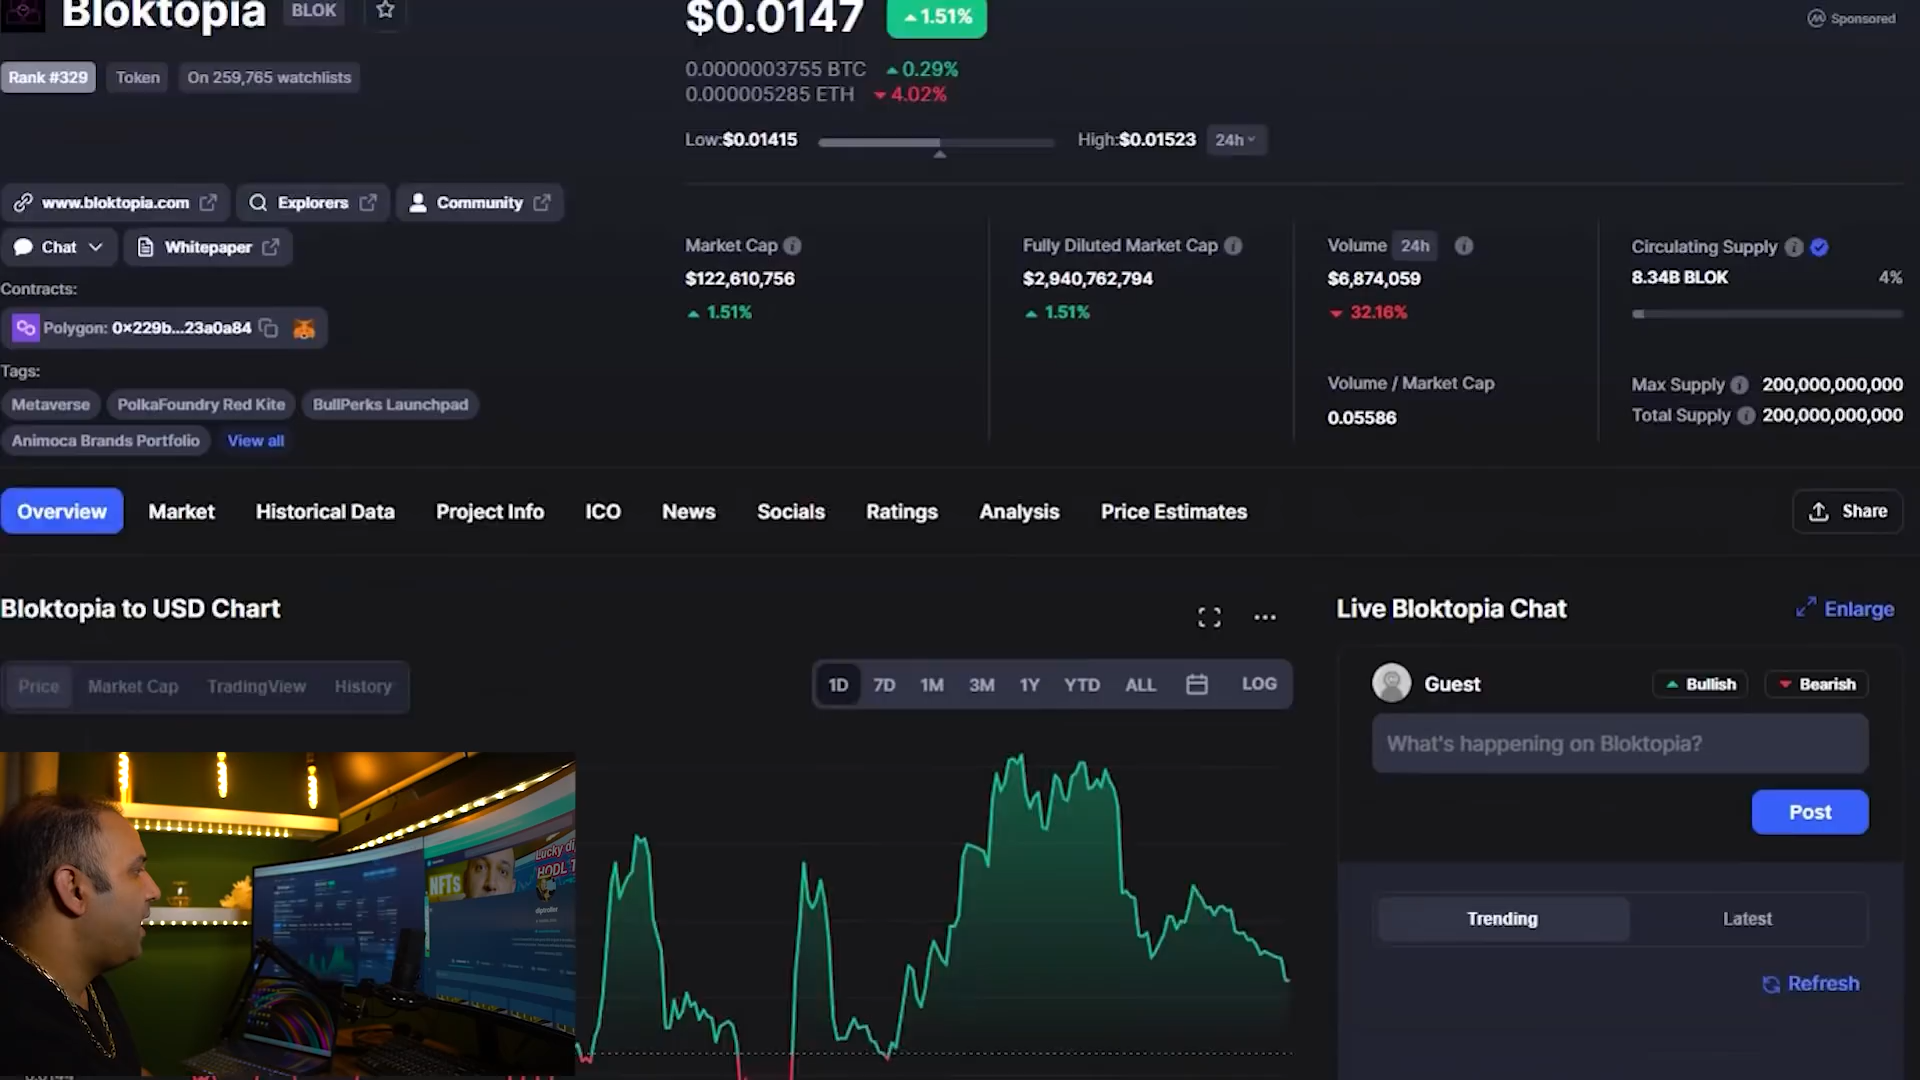 Bloktopia BLOK
$0.0147 1.51%
Sponsored
Rank #329 Token On 259,765 watchlists
0.0000003755 BTC 0.29%
0.000005285 ETH 4.02%
Low:$0.01415 High:$0.01523 24h
www.bloktopia.com Explorers Community
Chat Whitepaper
Contracts:
Polygon: 0x229b...23a0a84
Tags:
Metaverse PolkaFoundry Red Kite BullPerks Launchpad
Animoca Brands Portfolio View all
Market Cap
$122,610,756
1.51%
Fully Diluted Market Cap
$2,940,762,794
1.51%
Volume 24h
$6,874,059
32.16%
Volume / Market Cap
0.05586
Circulating Supply
8.34B BLOK 4%
Max Supply 200,000,000,000
Total Supply 200,000,000,000
Overview Market Historical Data Project Info ICO News Socials Ratings Analysis Price Estimates Share
Bloktopia to USD Chart
Price Market Cap TradingView History
1D 7D 1M 3M 1Y YTD ALL LOG
Live Bloktopia Chat Enlarge
Guest Bullish Bearish
What's happening on Bloktopia?
Post
Trending Latest
Refresh
NFTs
Lucky
HODL